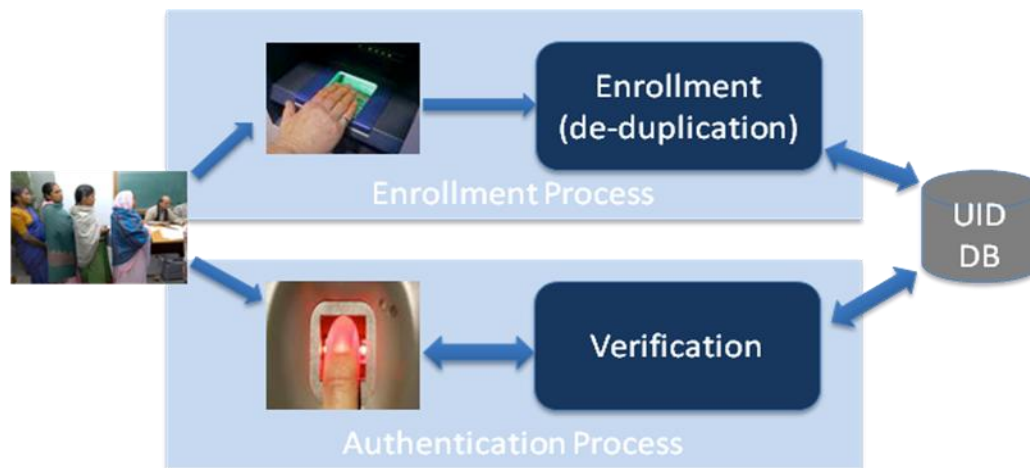 Enrollment
(de-duplication)
Enrollment Process
UID
DB
Verification
Authentication Process